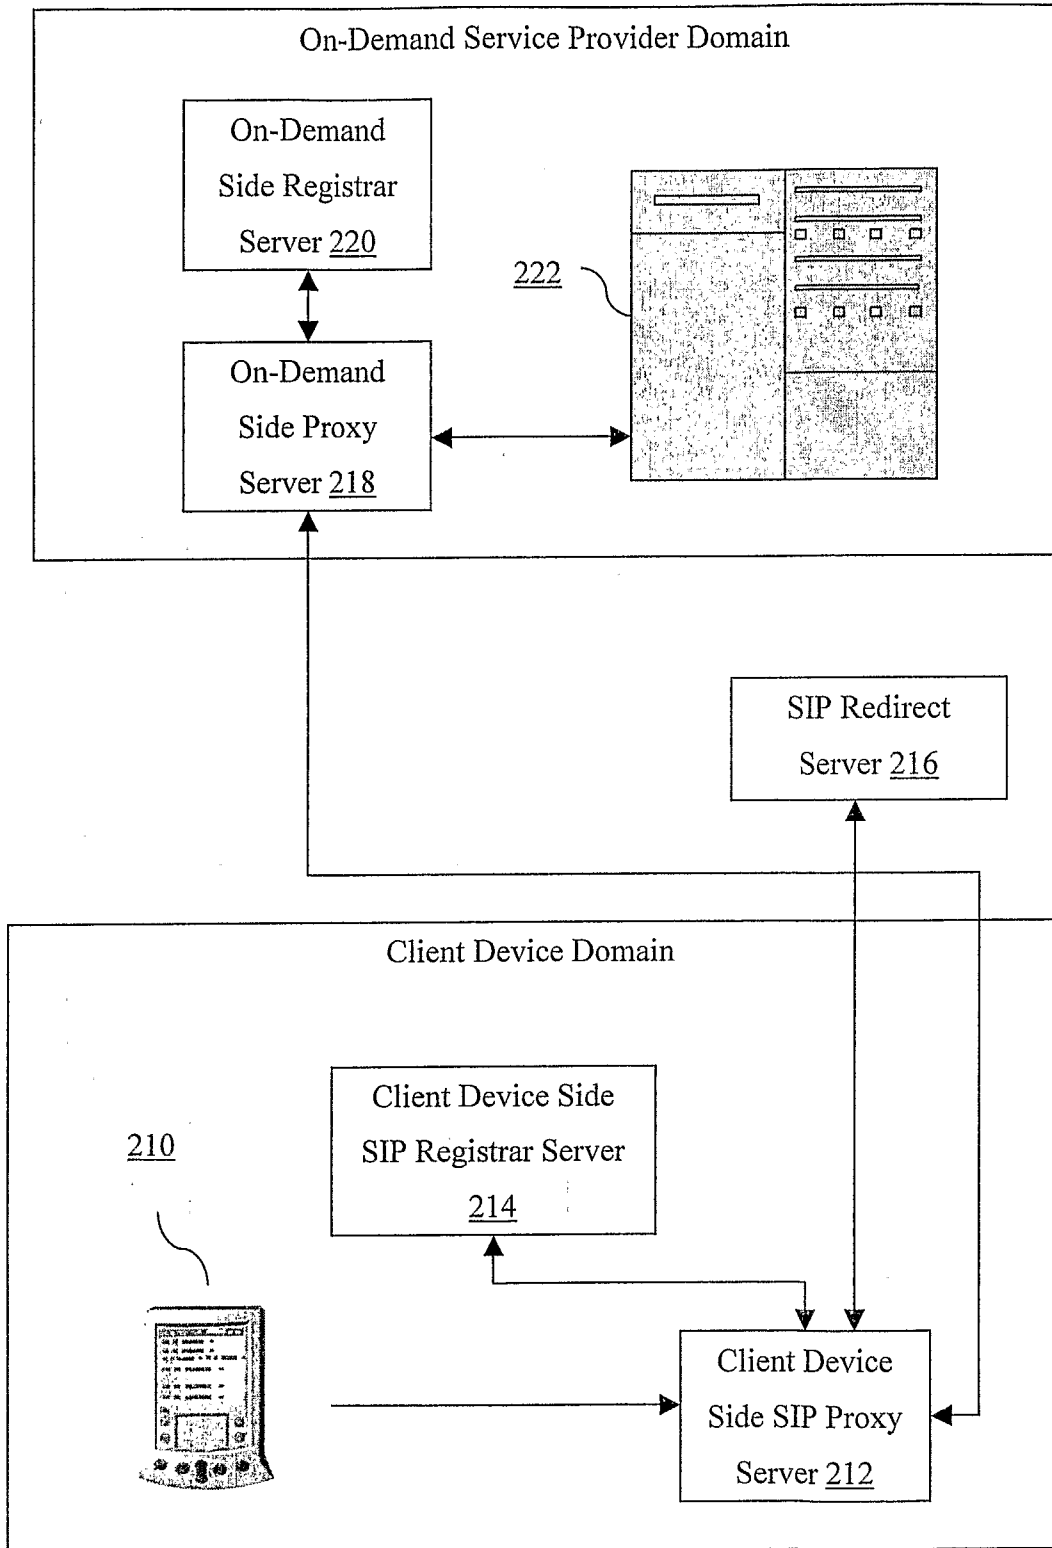 On-Demand Service Provider Domain
On-Demand
Side Registrar
Server 220
222
On-Demand
Side Proxy
Server 218
SIP Redirect
Server 216
Client Device Domain
Client Device Side
SIP Registrar Server
214
210
Client Device
Side SIP Proxy
Server 212